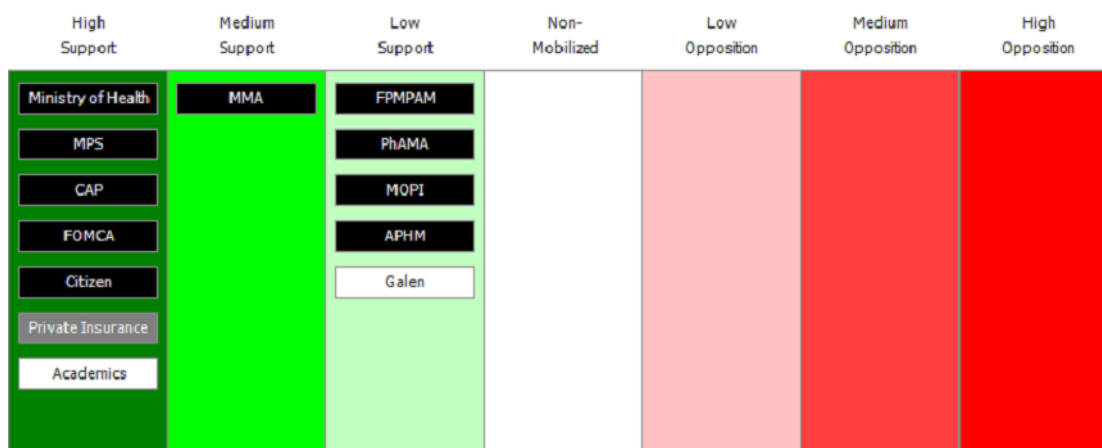 High Medium Low Non- Low Medium High
Support Support Support Mobilized Opposition Opposition Opposition
Ministry of Health MMA FPMPAM
MPS PhAMA
CAP MOPI
FOMCA APHM
Citizen Galen
Private Insurance
Academics